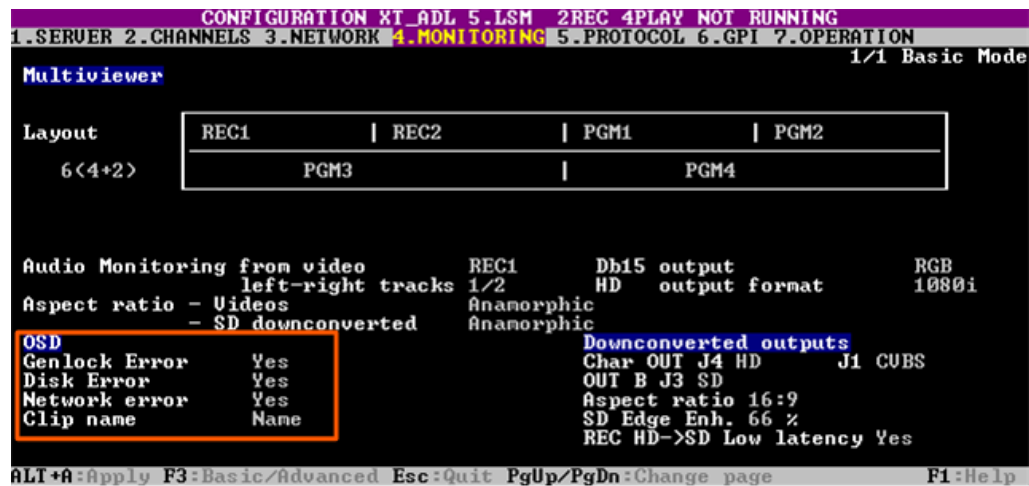 CONFIGURATION XT_ADL 5.LSM 2REC 4PLAY NOT RUNNING
1.SERVER 2.CHANNELS 3.NETWORK 4.MONITORING 5.PROTOCOL 6.GPI 7.OPERATION
1/1 Basic Mode
Multiviewer
Layout REC1 | REC2 | PGM1 | PGM2
6(4+2) PGM3 | PGM4
Audio Monitoring from video REC1 Db15 output RGB
left-right tracks 1/2 HD output format 1080i
Aspect ratio - Videos Anamorphic
- SD downconverted Anamorphic
OSD Downconverted outputs
Genlock Error Yes Char OUT J4 HD J1 CVBS
Disk Error Yes OUT B J3 SD
Network error Yes Aspect ratio 16:9
Clip name Name SD Edge Enh. 66 %
REC HD->SD Low latency Yes
ALT+A:Apply F3:Basic/Advanced Esc:Quit PgUp/PgDn:Change page F1:Help